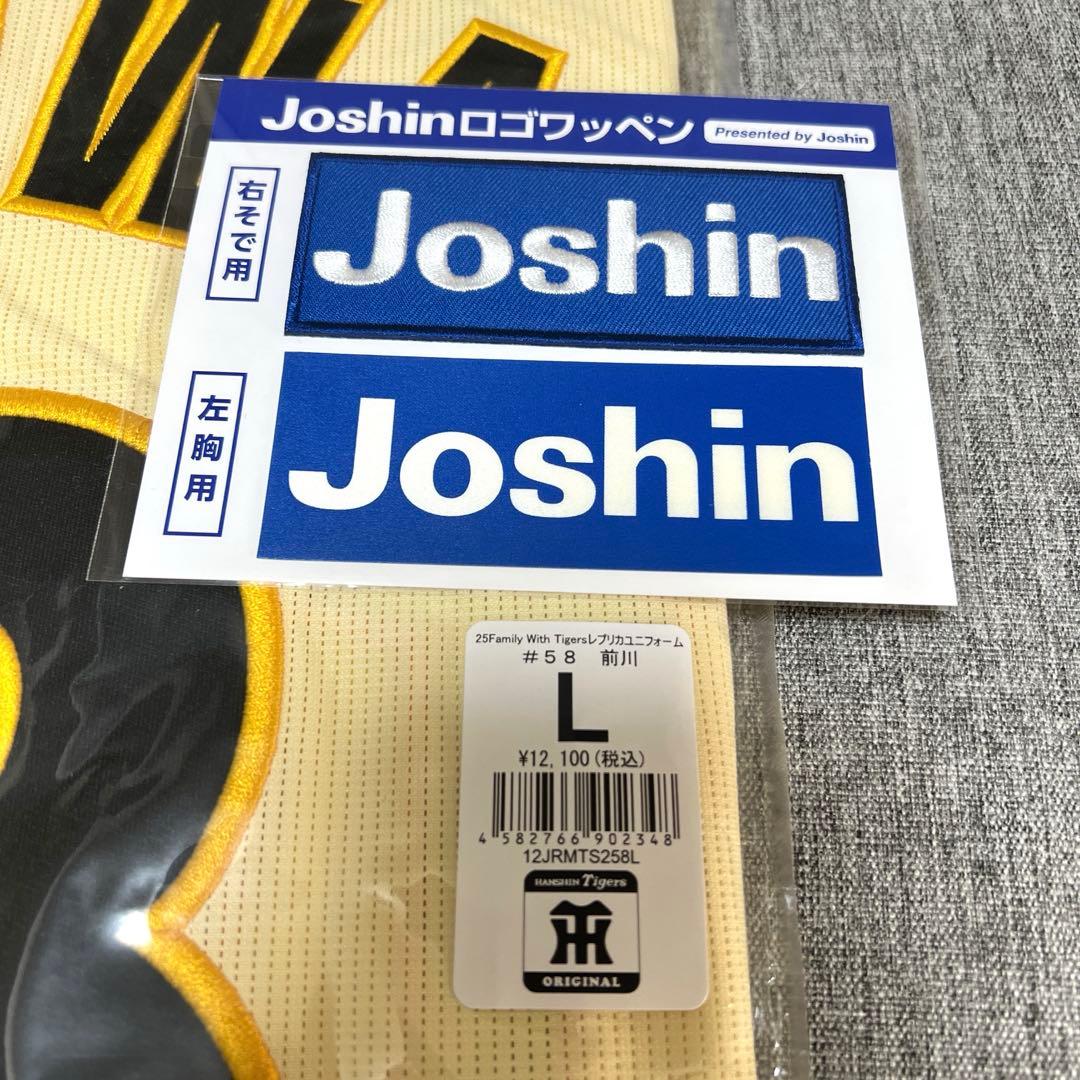 WA
Joshinロゴワッペン Presented by Joshin
右そで用
Joshin
左胸用
Joshin
25Family With Tigersレプリカユニフォーム
#58 前川
L
¥12,100(税込)
4 582766 902348
12JRMTS258L
HANSHIN Tigers
TH
ORIGINAL